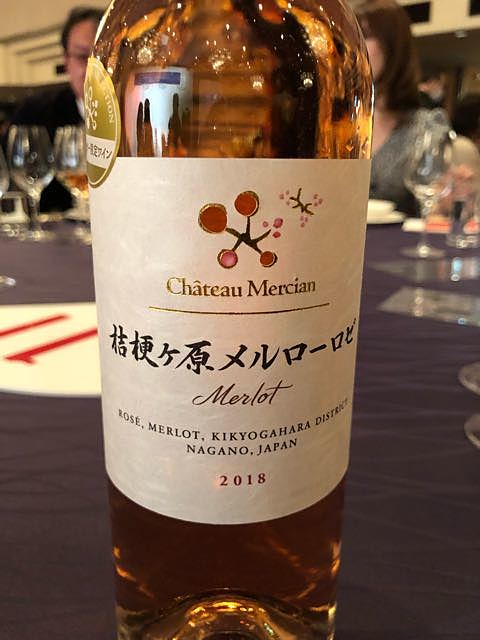 Château Mercian
桔梗ヶ原メルローロゼ
Merlot
ROSÉ, MERLOT, KIKYOGAHARA DISTRICT
NAGANO, JAPAN
2018
11